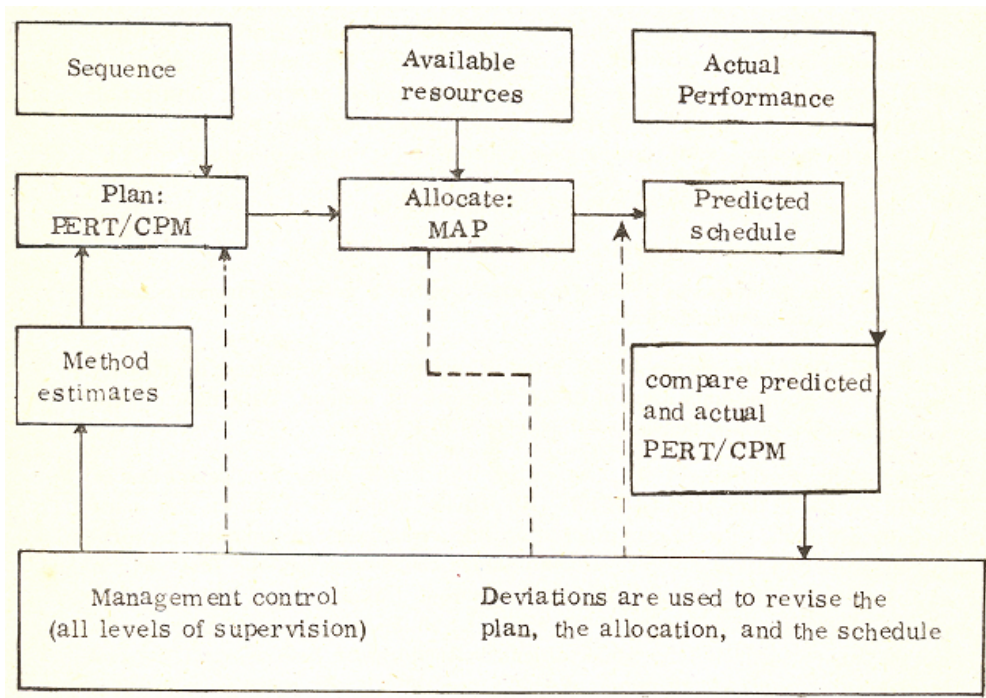 Sequence
Available
resources
Actual
Performance
Plan:
PERT/CPM
Allocate:
MAP
Predicted
schedule
Method
estimates
compare predicted
and actual
PERT/CPM
Management control
(all levels of supervision)
Deviations are used to revise the
plan, the allocation, and the schedule